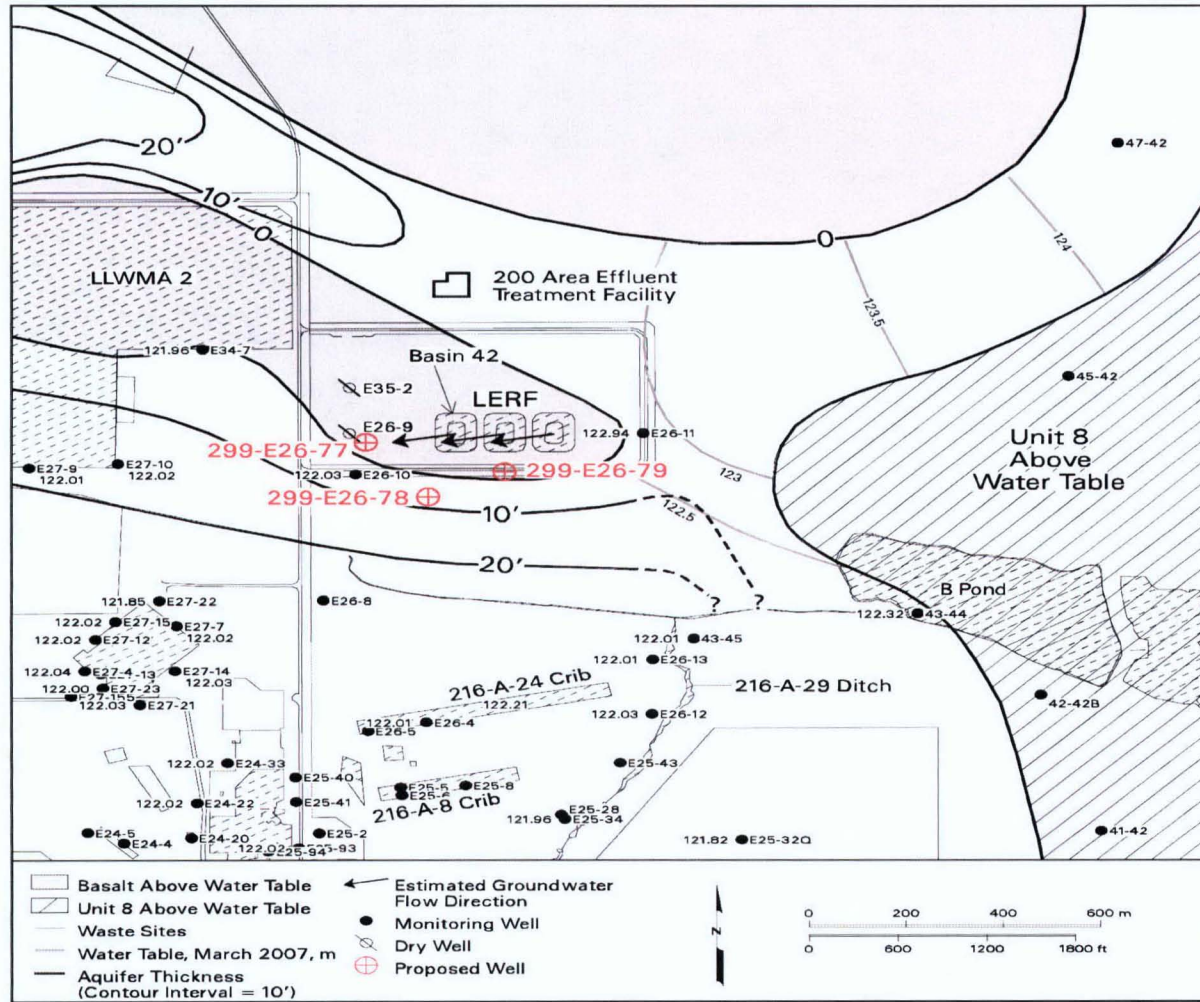 47-42
20'
10'
0
0
124
LLWMA 2
200 Area Effluent
Treatment Facility
123.5
Basin 42
121.96 E34-7
45-42
E35-2
LERF
E26-9
122.94 E26-11
Unit 8
Above
Water Table
299-E26-77
299-E26-79
E27-10
122.02
E27-9
122.01
122.03 E26-10
123
299-E26-78
122.5
10'
20'
B Pond
121.85 E27-22
E26-8
? ?
122.32 43-44
122.02 E27-15
E27-7
122.02
122.02 E27-12
122.01 43-45
122.01 E26-13
122.04 E27-4 -13
E27-14
122.03
122.00 E27-23
E27-155
122.03 E27-21
216-A-24 Crib
122.21
216-A-29 Ditch
42-42B
122.03 E26-12
122.01 E26-4
E26-5
122.02 E24-33
E25-43
E25-40
E25-5 E25-8
E25-6
216-A-8 Crib
122.02 E24-22
E25-41
E25-28
121.96 E25-34
E24-5
E24-4
E24-20
E25-2
122.02 E25-93
E25-94
121.82 E25-32Q
41-42
Basalt Above Water Table
Unit 8 Above Water Table
Waste Sites
Water Table, March 2007, m
Aquifer Thickness
(Contour Interval = 10')
Estimated Groundwater
Flow Direction
Monitoring Well
Dry Well
Proposed Well
N
0 200 400 600 m
0 600 1200 1800 ft